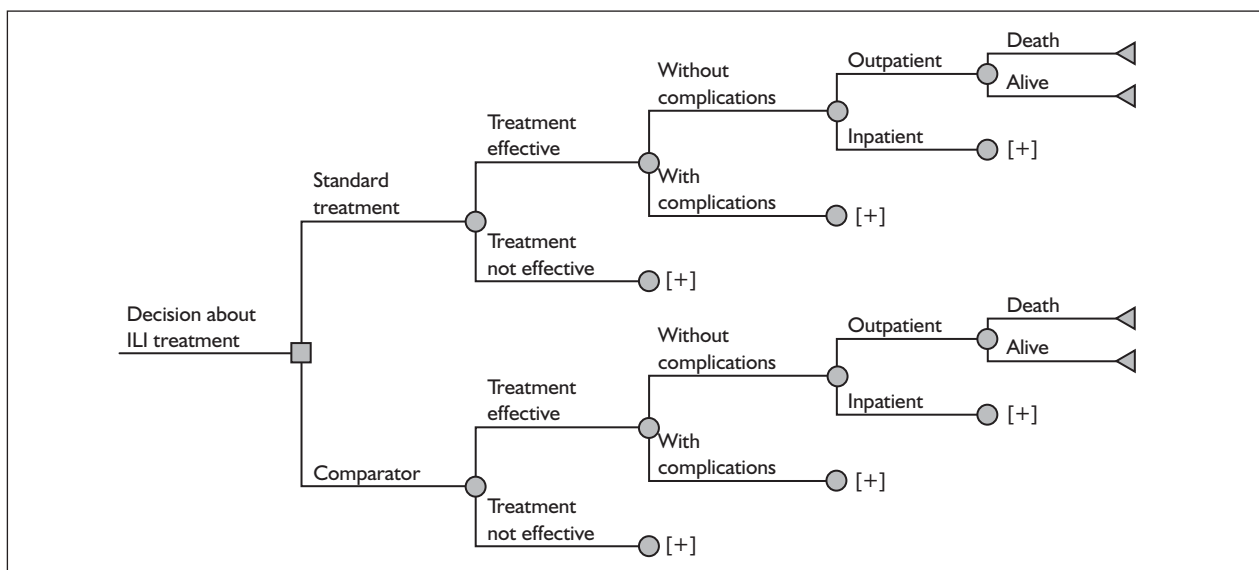 Death
Outpatient
Without
complications
Alive
Treatment
effective
Inpatient
[+]
Standard
treatment
With
complications
[+]
Treatment
not effective
[+]
Decision about
ILI treatment
Death
Outpatient
Without
complications
Alive
Treatment
effective
Inpatient
[+]
With
complications
Comparator
[+]
Treatment
not effective
[+]